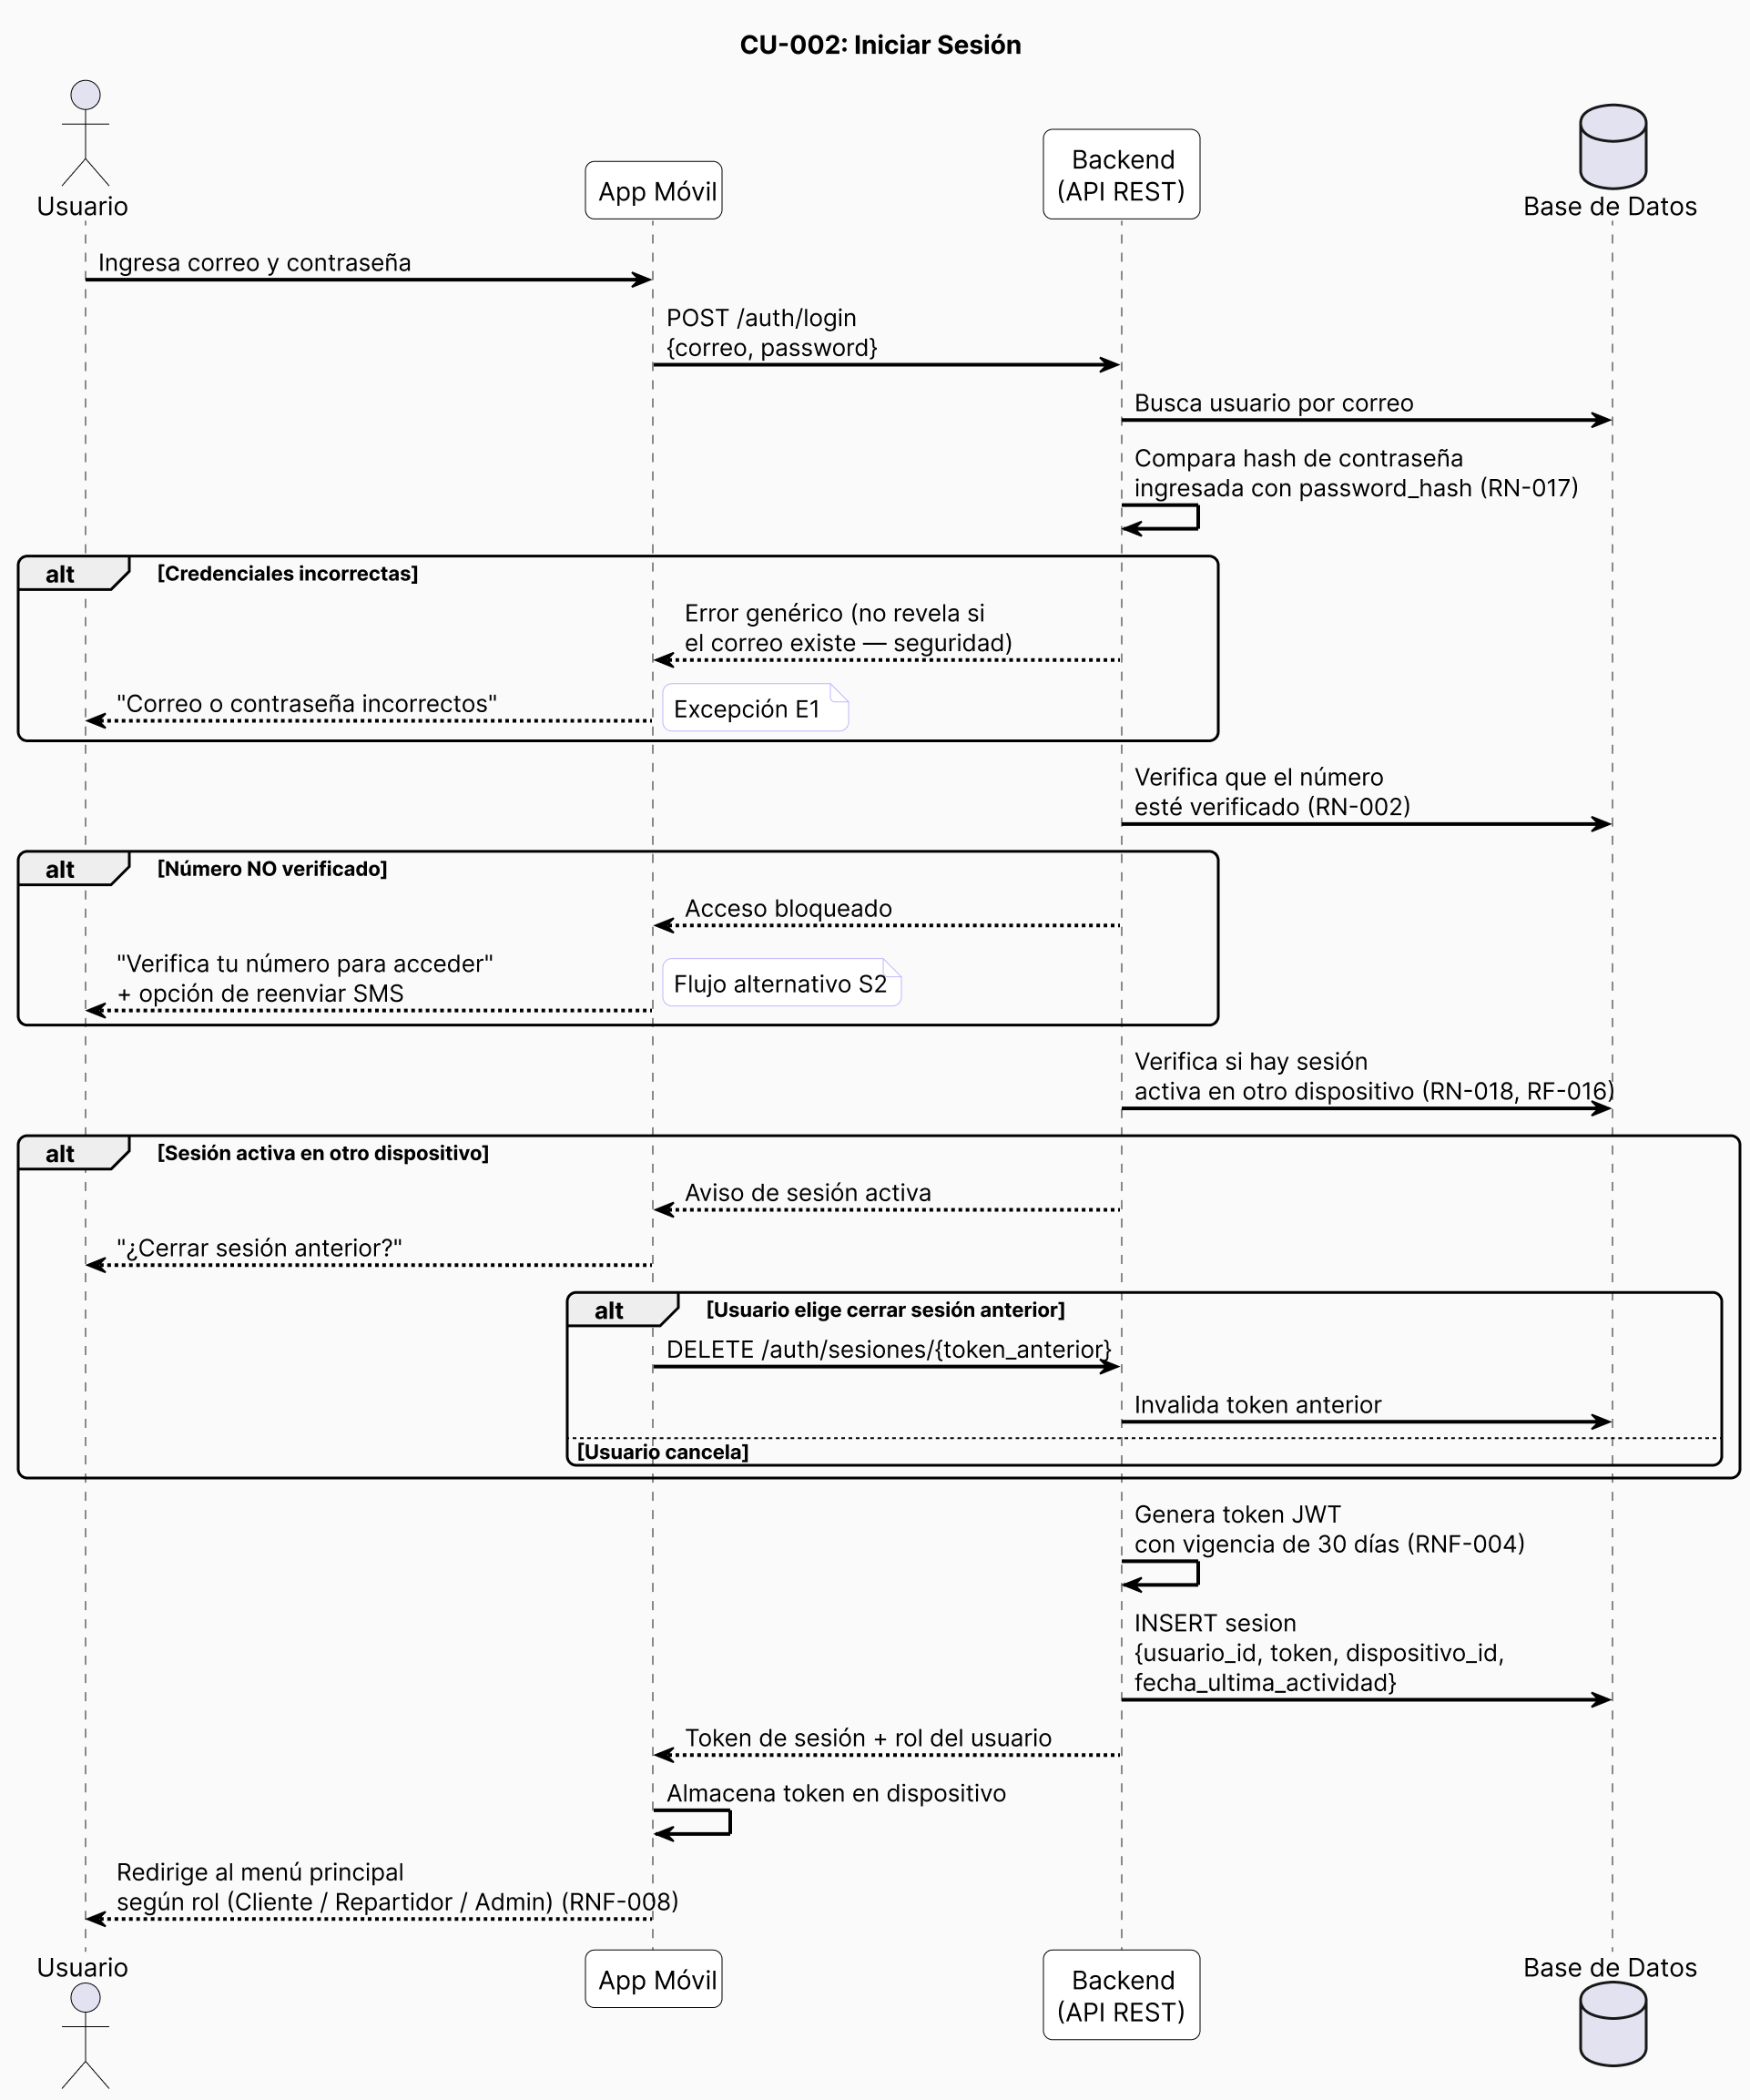 CU-002: Iniciar Sesión
Usuario
App Móvil
Backend
(API REST)
Base de Datos
Ingresa correo y contraseña
POST /auth/login
{correo, password}
Busca usuario por correo
Compara hash de contraseña
ingresada con password_hash (RN-017)
alt
[Credenciales incorrectas]
Error genérico (no revela si
el correo existe — seguridad)
"Correo o contraseña incorrectos"
Excepción E1
Verifica que el número
esté verificado (RN-002)
alt
[Número NO verificado]
Acceso bloqueado
"Verifica tu número para acceder"
+ opción de reenviar SMS
Flujo alternativo S2
Verifica si hay sesión
activa en otro dispositivo (RN-018, RF-016)
alt
[Sesión activa en otro dispositivo]
Aviso de sesión activa
"¿Cerrar sesión anterior?"
alt
[Usuario elige cerrar sesión anterior]
DELETE /auth/sesiones/{token_anterior}
Invalida token anterior
[Usuario cancela]
Genera token JWT
con vigencia de 30 días (RNF-004)
INSERT sesion
{usuario_id, token, dispositivo_id,
fecha_ultima_actividad}
Token de sesión + rol del usuario
Almacena token en dispositivo
Redirige al menú principal
según rol (Cliente / Repartidor / Admin) (RNF-008)
Usuario
App Móvil
Backend
(API REST)
Base de Datos